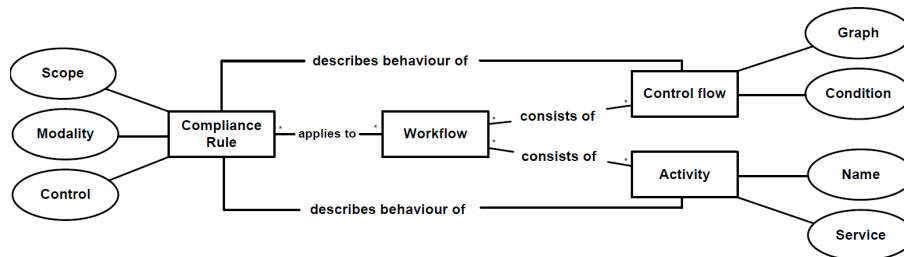 Graph
describes behaviour of
Scope
Control flow
Condition
consists of
Modality
Compliance
Rule
* applies to *
Workflow
*
*
*
*
consists of
Activity
Name
Control
describes behaviour of
Service